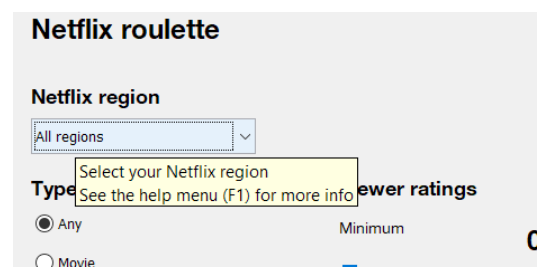 Netflix roulette
Netflix region
All regions
Select your Netflix region
See the help menu (F1) for more info
Type
ewer ratings
Any
Minimum
Movie